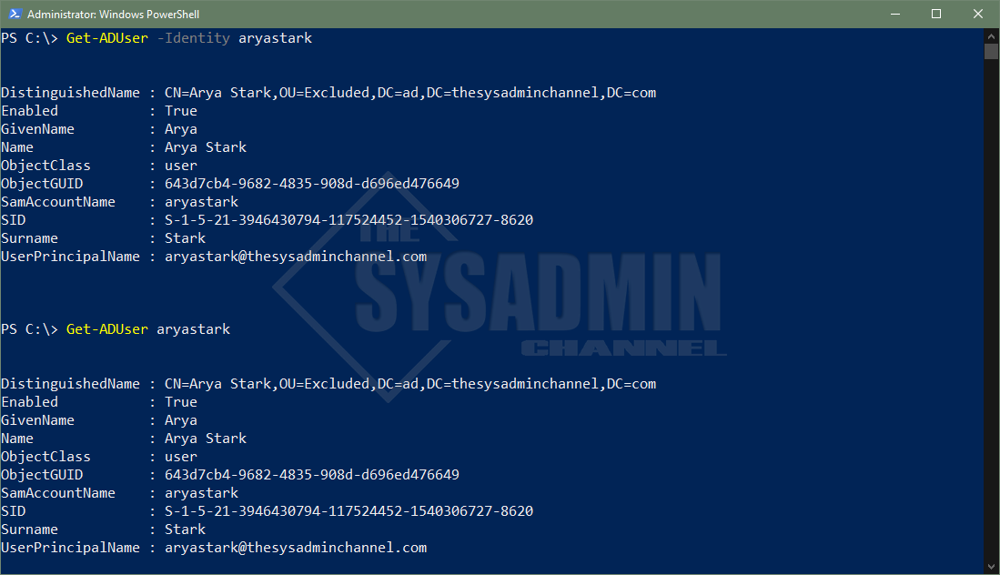 Administrator: Windows PowerShell
PS C:\> Get-ADUser -Identity aryastark
DistinguishedName : CN=Arya Stark,OU=Excluded,DC=ad,DC=thesysadminchannel,DC=com
Enabled           : True
GivenName         : Arya
Name              : Arya Stark
ObjectClass       : user
ObjectGUID        : 643d7cb4-9682-4835-908d-d696ed476649
SamAccountName    : aryastark
SID               : S-1-5-21-3946430794-117524452-1540306727-8620
Surname           : Stark
UserPrincipalName : aryastark@thesysadminchannel.com
THE
SYSADMIN
CHANNEL
PS C:\> Get-ADUser aryastark
DistinguishedName : CN=Arya Stark,OU=Excluded,DC=ad,DC=thesysadminchannel,DC=com
Enabled           : True
GivenName         : Arya
Name              : Arya Stark
ObjectClass       : user
ObjectGUID        : 643d7cb4-9682-4835-908d-d696ed476649
SamAccountName    : aryastark
SID               : S-1-5-21-3946430794-117524452-1540306727-8620
Surname           : Stark
UserPrincipalName : aryastark@thesysadminchannel.com